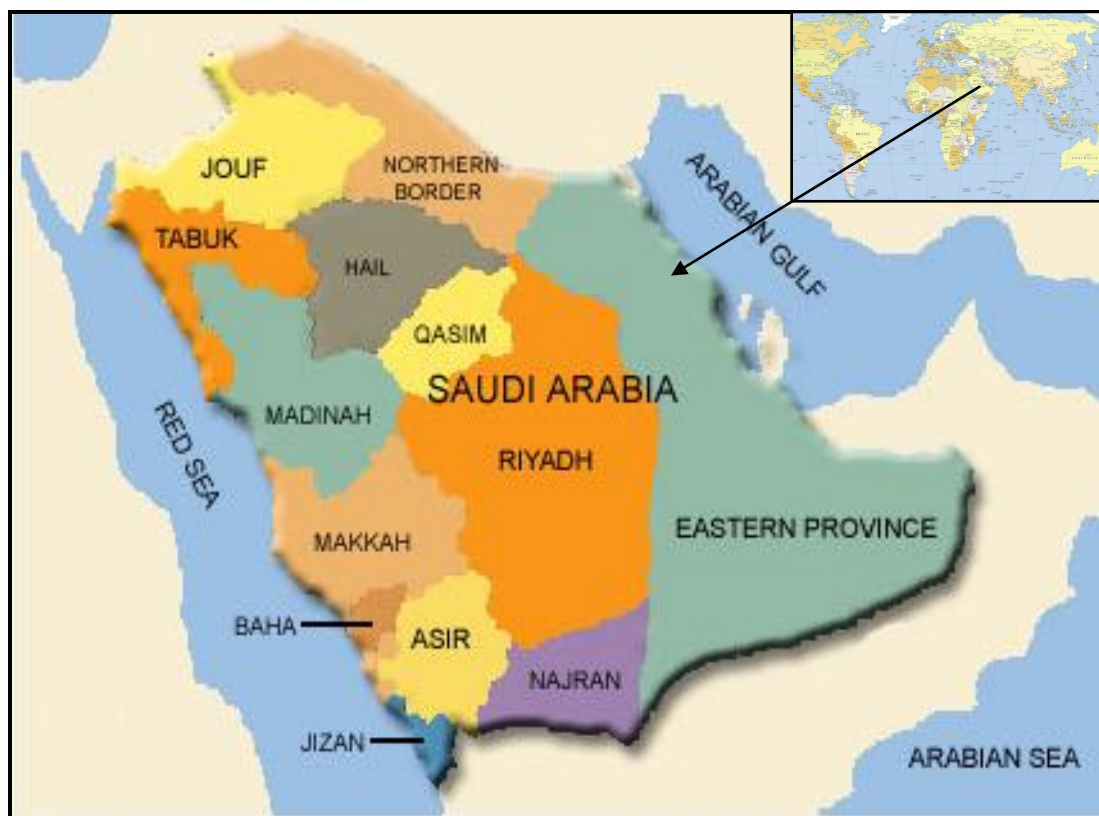 JOUF
NORTHERN
BORDER
ARABIAN GULF
TABUK
HAIL
QASIM
SAUDI ARABIA
MADINAH
RED SEA
RIYADH
EASTERN PROVINCE
MAKKAH
BAHA
ASIR
NAJRAN
JIZAN
ARABIAN SEA